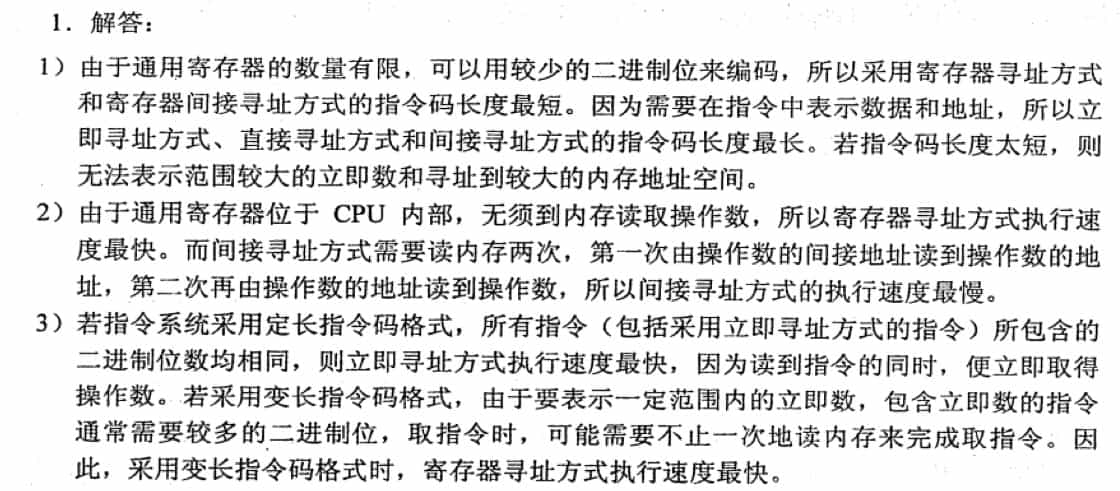 1．解答：
1）由于通用寄存器的数量有限，可以用较少的二进制位来编码，所以采用寄存器寻址方式
和寄存器间接寻址方式的指令码长度最短。因为需要在指令中表示数据和地址，所以立
即寻址方式、直接寻址方式和间接寻址方式的指令码长度最长。若指令码长度太短，则
无法表示范围较大的立即数和寻址到较大的内存地址空间。
2）由于通用寄存器位于 CPU 内部，无须到内存读取操作数，所以寄存器寻址方式执行速
度最快。而间接寻址方式需要读内存两次，第一次由操作数的间接地址读到操作数的地
址，第二次再由操作数的地址读到操作数，所以间接寻址方式的执行速度最慢。
3）若指令系统采用定长指令码格式，所有指令（包括采用立即寻址方式的指令）所包含的
二进制位数均相同，则立即寻址方式执行速度最快，因为读到指令的同时，便立即取得
操作数。若采用变长指令码格式，由于要表示一定范围内的立即数，包含立即数的指令
通常需要较多的二进制位，取指令时，可能需要不止一次地读内存来完成取指令。因
此，采用变长指令码格式时，寄存器寻址方式执行速度最快。